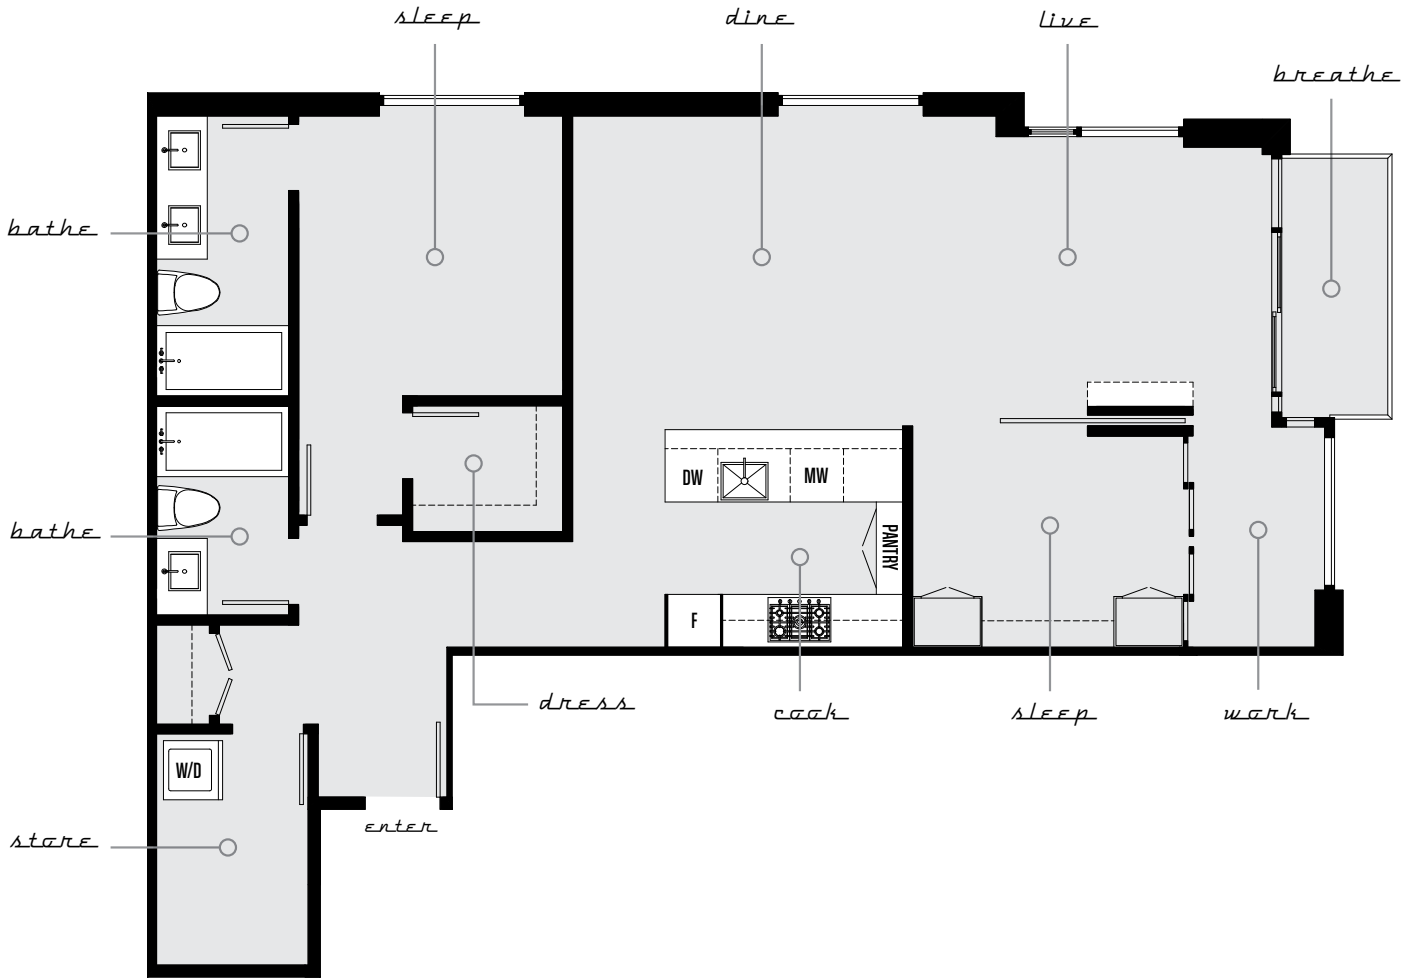 sleep
dine
live
breathe
bathe
DW
MW
bathe
PANTRY
F
dress
cook
sleep
work
W/D
enter
store